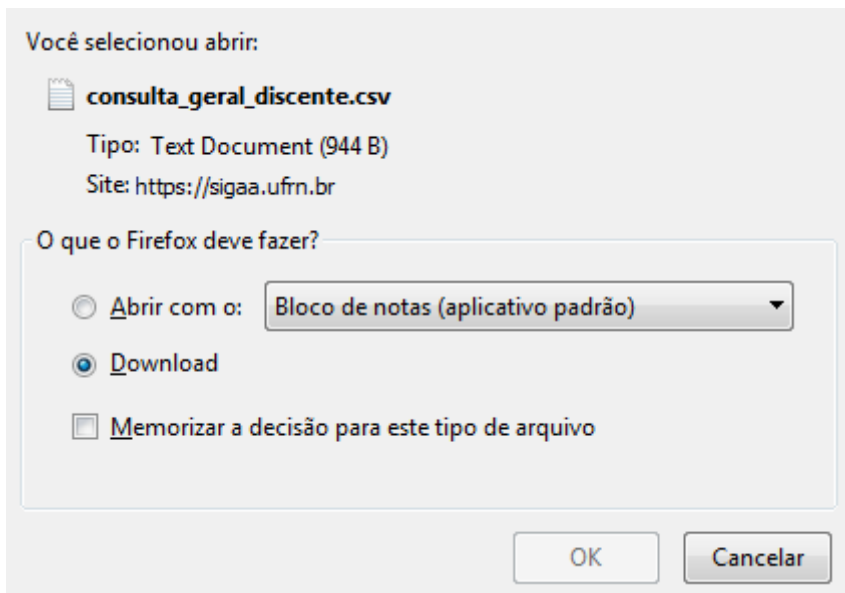 Você selecionou abrir:
consulta_geral_discente.csv
Tipo: Text Document (944 B)
Site: https://sigaa.ufrn.br
O que o Firefox deve fazer?
Abrir com o: Bloco de notas (aplicativo padrão)
Download
Memorizar a decisão para este tipo de arquivo
OK Cancelar